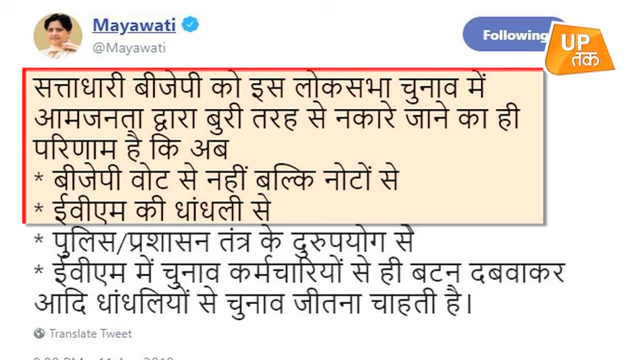 Mayawati
@Mayawati
Following
UP
तक
सत्ताधारी बीजेपी को इस लोकसभा चुनाव में
आमजनता द्वारा बुरी तरह से नकारे जाने का ही
परिणाम है कि अब
* बीजेपी वोट से नहीं बल्कि नोटों से
* ईवीएम की धांधली से
* पुलिस/प्रशासन तंत्र के दुरुपयोग से
* ईवीएम में चुनाव कर्मचारियों से ही बटन दबवाकर
आदि धांधलियों से चुनाव जीतना चाहती है।
Translate Tweet